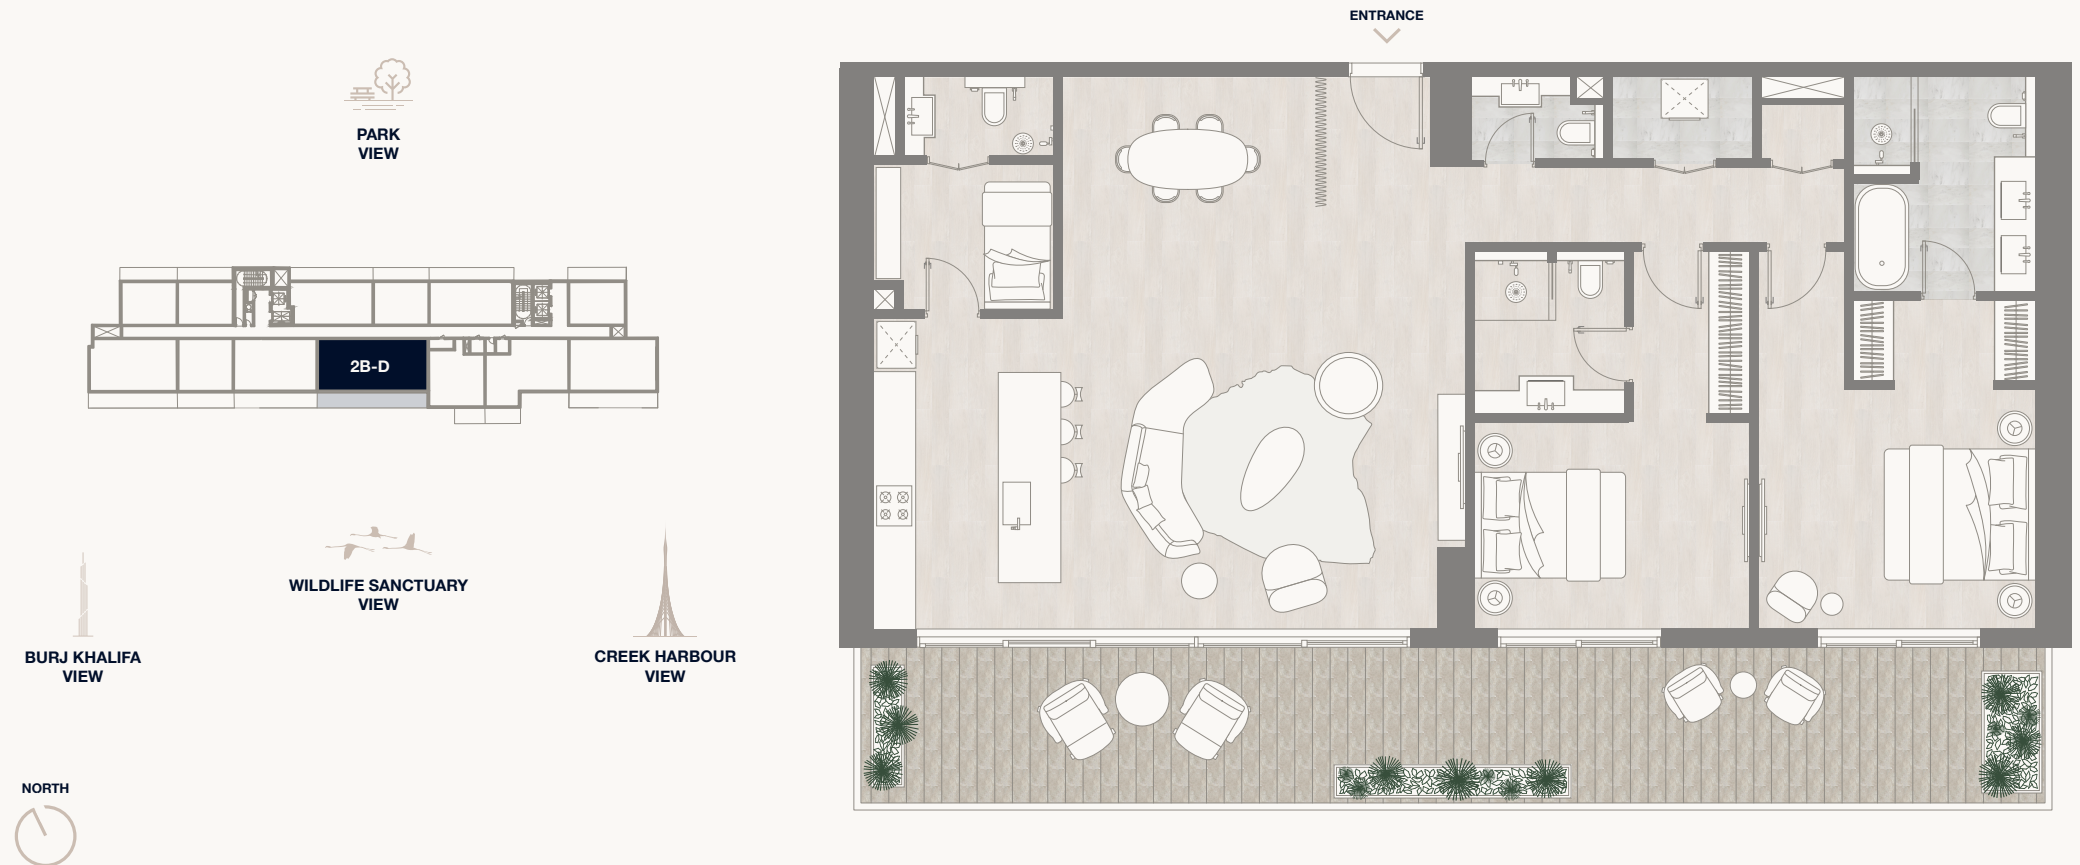 ENTRANCE
PARK
VIEW
2B-D
WILDLIFE SANCTUARY
VIEW
BURJ KHALIFA
VIEW
CREEK HARBOUR
VIEW
NORTH